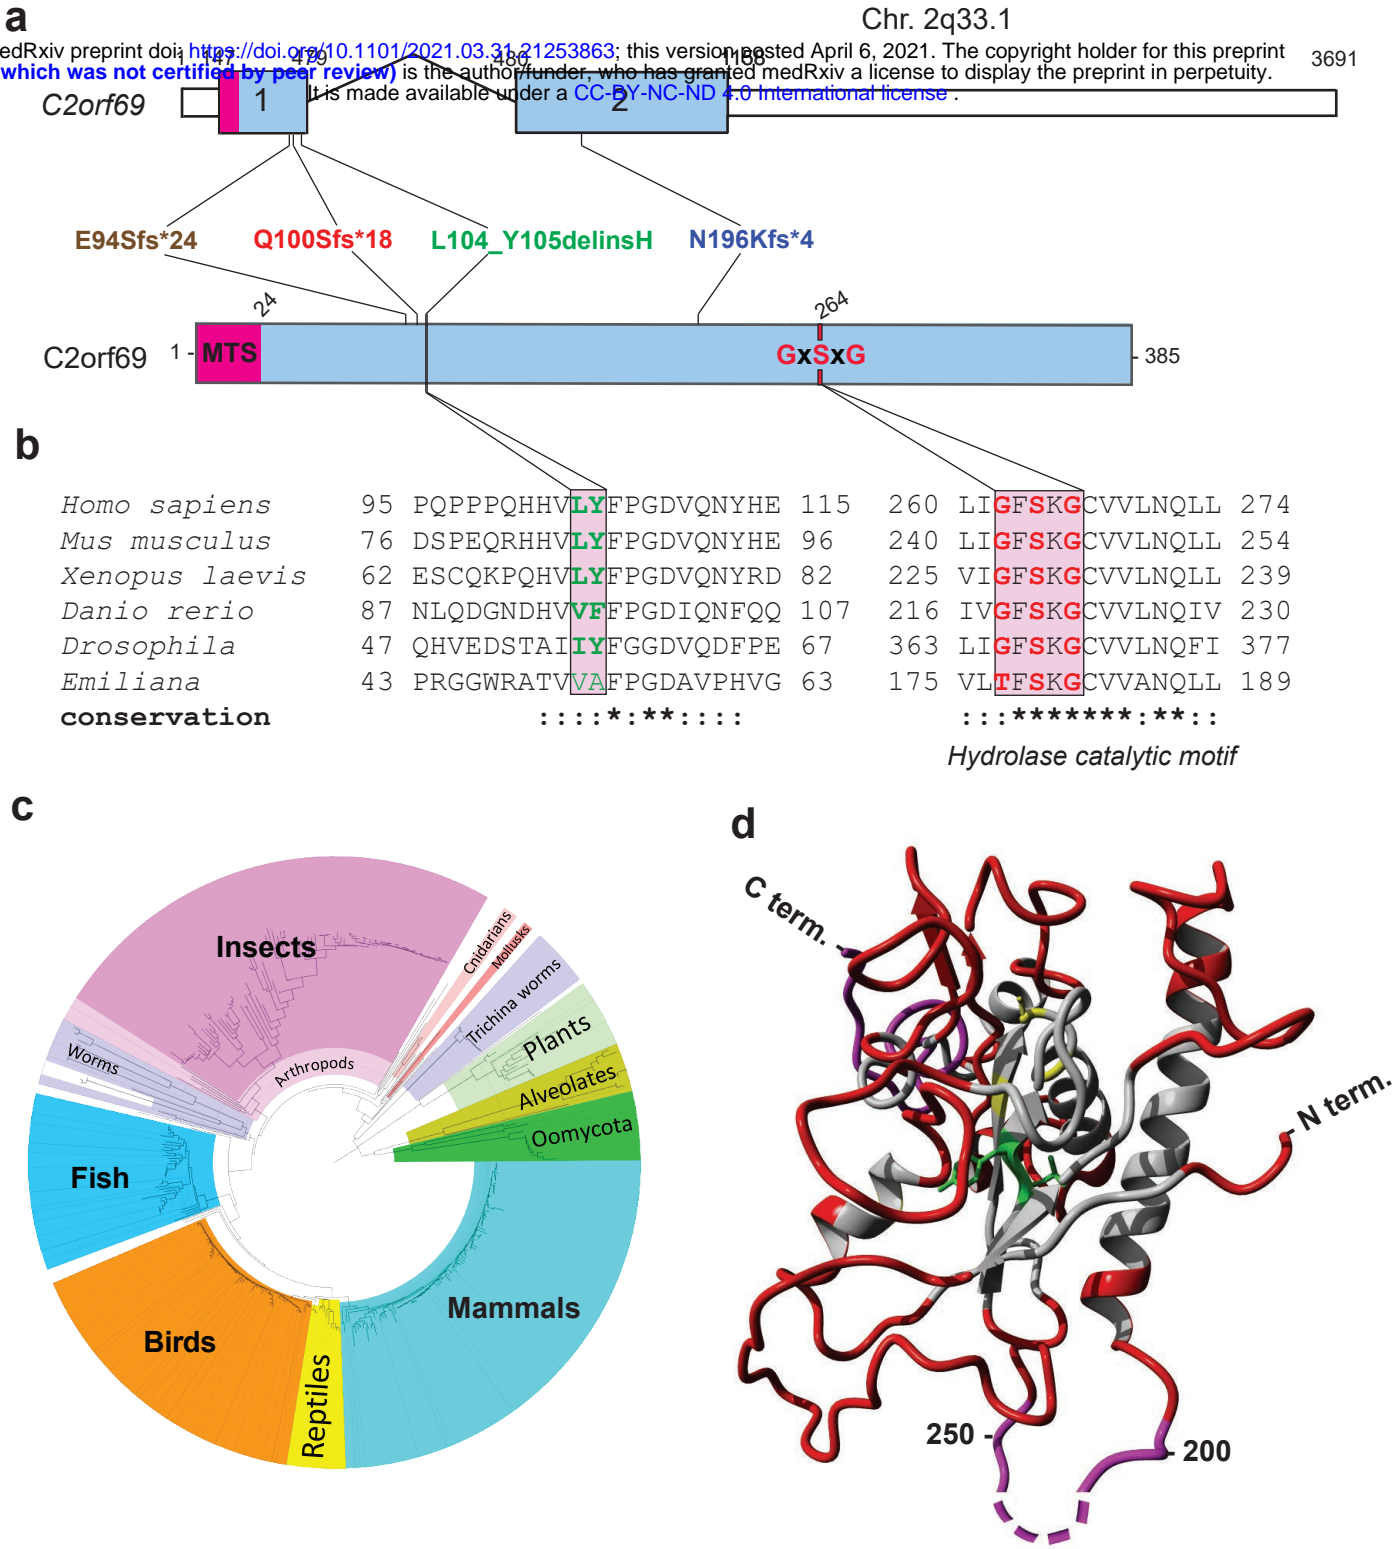 a
Chr. 2q33.1
edRxiv preprint doi: https://doi.org/10.1101/2021.03.31.21253863; this version posted April 6, 2021. The copyright holder for this preprint
1 147 479 480 1158 3691
which was not certified by peer review) is the author/funder, who has granted medRxiv a license to display the preprint in perpetuity.
It is made available under a CC-BY-NC-ND 4.0 International license .
C2orf69 1 2
E94Sfs*24 Q100Sfs*18 L104_Y105delinsH N196Kfs*4
24 264
C2orf69 1 - MTS GxSxG - 385
b
Homo sapiens 95 PQPPPQHHVLYFPGDVQNYHE 115 260 LIGFSKGCVVLNQLL 274
Mus musculus 76 DSPEQRHHVLYFPGDVQNYHE 96 240 LIGFSKGCVVLNQLL 254
Xenopus laevis 62 ESCQKPQHVLYFPGDVQNYRD 82 225 VIGFSKGCVVLNQLL 239
Danio rerio 87 NLQDGNDHVVFFPGDIQNFQQ 107 216 IVGFSKGCVVLNQIV 230
Drosophila 47 QHVEDSTAIIYFGGDVQDFPE 67 363 LIGFSKGCVVLNQFI 377
Emiliana 43 PRGGWRATVVAFPGDAVPHVG 63 175 VLTFSKGCVVANQLL 189
conservation ::::*:**:::: :::*******:**::
Hydrolase catalytic motif
c
Insects
Cnidarians
Mollusks
Trichina worms
Plants
Alveolates
Oomycota
Arthropods
Worms
Fish
Birds
Reptiles
Mammals
d
C term. -
- N term.
250 -
- 200